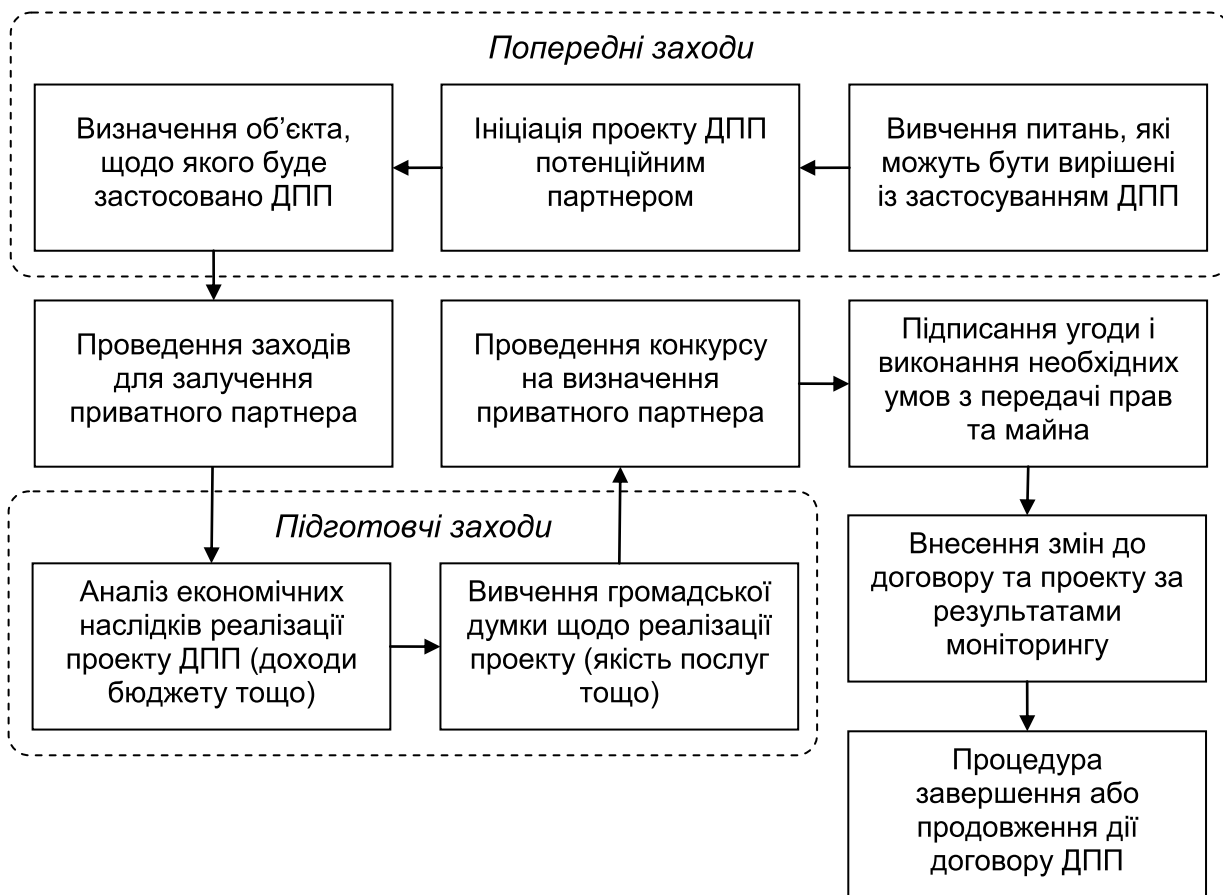 Попередні заходи
Визначення об’єкта,
щодо якого буде
застосовано ДПП
Ініціація проекту ДПП
потенційним
партнером
Вивчення питань, які
можуть бути вирішені
із застосуванням ДПП
Проведення заходів
для залучення
приватного партнера
Проведення конкурсу
на визначення
приватного партнера
Підписання угоди і
виконання необхідних
умов з передачі прав
та майна
Підготовчі заходи
Аналіз економічних
наслідків реалізації
проекту ДПП (доходи
бюджету тощо)
Вивчення громадської
думки щодо реалізації
проекту (якість послуг
тощо)
Внесення змін до
договору та проекту за
результатами
моніторингу
Процедура
завершення або
продовження дії
договору ДПП